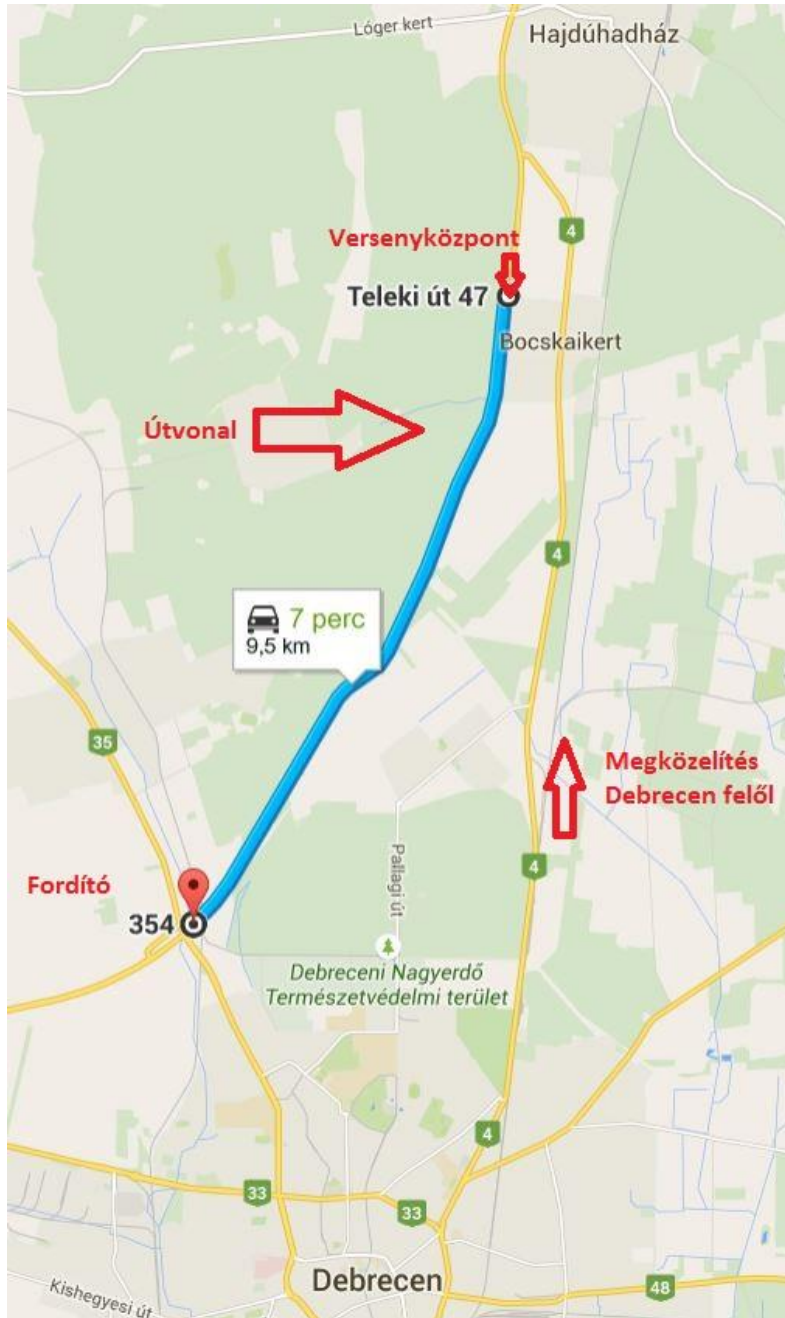 Lóger kert
Hajdúhadház
4
Versenyközpont
Teleki út 47
Bocskaikert
Útvonal
4
7 perc
9,5 km
35
Megközelítés
Debrecen felől
4
Pallagi út
Fordító
354
Debreceni Nagyerdő
Természetvédelmi terület
4
33
33
Debrecen
48
Kishegyesi út